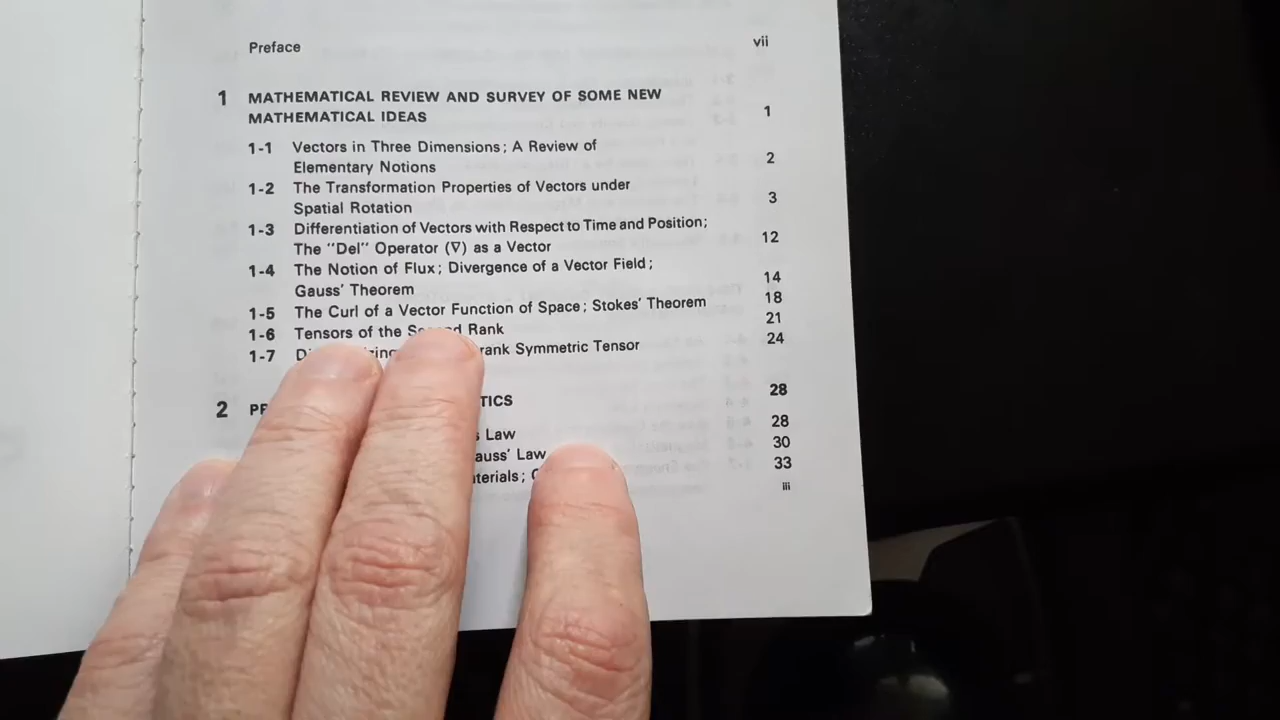 Preface vii
1 MATHEMATICAL REVIEW AND SURVEY OF SOME NEW
MATHEMATICAL IDEAS 1
1-1 Vectors in Three Dimensions; A Review of
Elementary Notions 2
1-2 The Transformation Properties of Vectors under
Spatial Rotation 3
1-3 Differentiation of Vectors with Respect to Time and Position;
The "Del" Operator (∇) as a Vector 12
1-4 The Notion of Flux; Divergence of a Vector Field;
Gauss' Theorem 14
1-5 The Curl of a Vector Function of Space; Stokes' Theorem 18
1-6 Tensors of the Second Rank 21
1-7 rank Symmetric Tensor 24
2 28
Law 28
Gauss' Law 30
33
iii